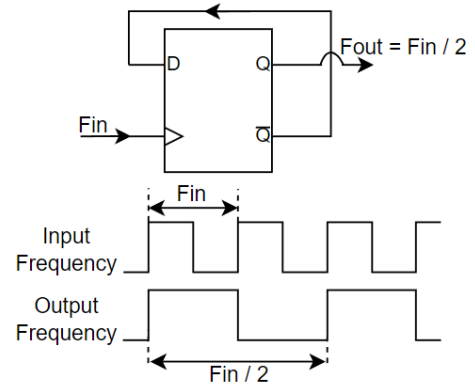 D
Q
Fout = Fin / 2
Fin
Q̅
Fin
Input
Frequency
Output
Frequency
Fin / 2